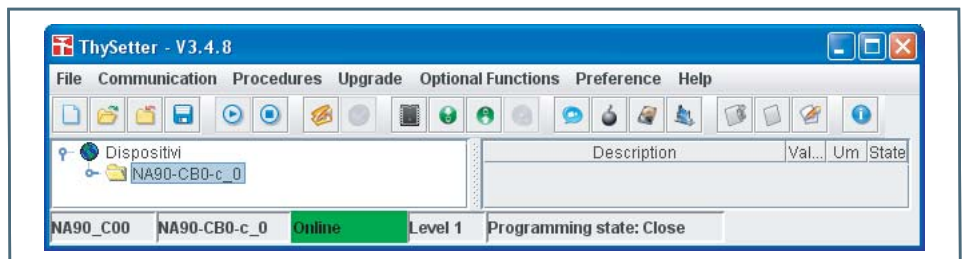 ThySetter - V3.4.8
File Communication Procedures Upgrade Optional Functions Preference Help
Dispositivi
NA90-CB0-c_0
Description Val... Um State
NA90_C00 NA90-CB0-c_0 Online Level 1 Programming state: Close